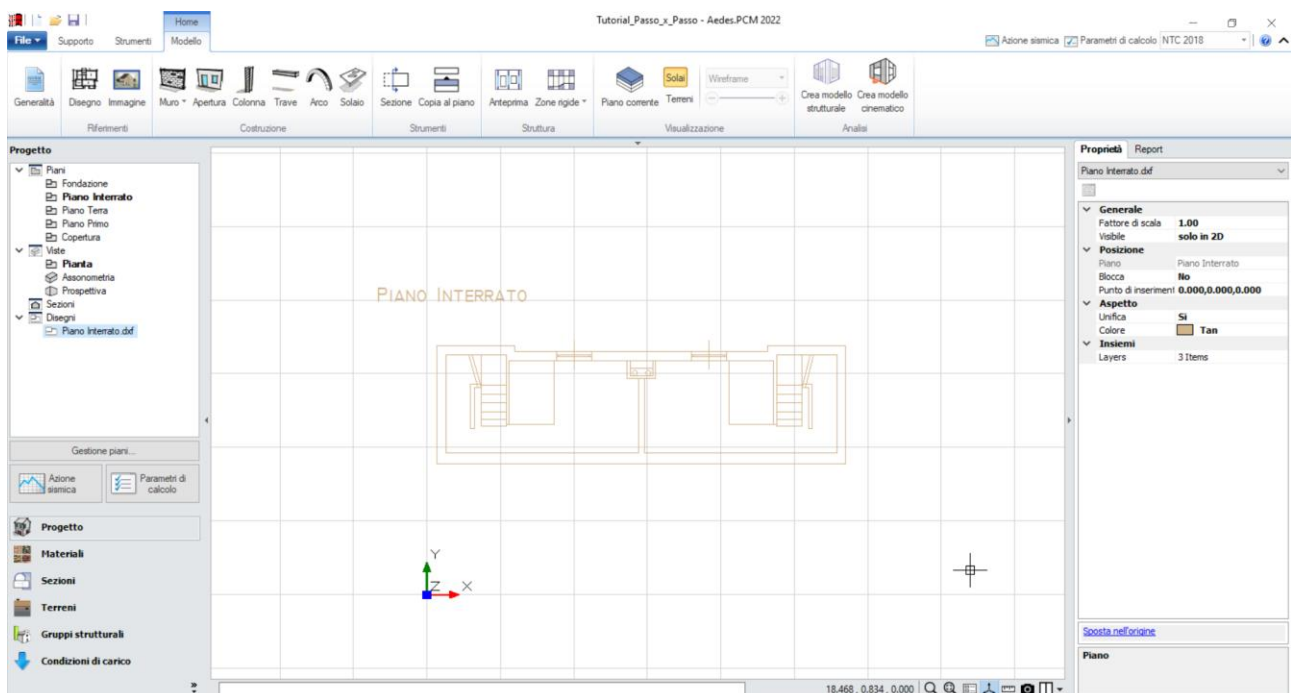 Tutorial_Passo_x_Passo - Aedes.PCM 2022
Home
File Supporto Strumenti Modello
Azione sismica Parametri di calcolo NTC 2018
Generalità Disegno Immagine Muro Apertura Colonna Trave Arco Solaio Sezione Copia al piano Anteprima Zone rigide Piano corrente Solai Terreni Wireframe Crea modello strutturale Crea modello cinematico
Riferimenti Costruzione Strumenti Struttura Visualizzazione Analisi
Progetto
Piani
Fondazione
Piano Interrato
Piano Terra
Piano Primo
Copertura
Viste
Pianta
Assonometria
Prospettiva
Sezioni
Disegni
Piano Interrato.dxf
Gestione piani...
Azione sismica
Parametri di calcolo
Progetto
Materiali
Sezioni
Terreni
Gruppi strutturali
Condizioni di carico
PIANO INTERRATO
Y
Z X
18.468 , 0.834 , 0.000
Proprietà Report
Piano Interrato.dxf
Generale
Fattore di scala 1.00
Visibile solo in 2D
Posizione
Piano Piano Interrato
Blocca No
Punto di inseriment 0.000,0.000,0.000
Aspetto
Unifica Sì
Colore Tan
Insiemi
Layers 3 Items
Sposta nell'origine
Piano